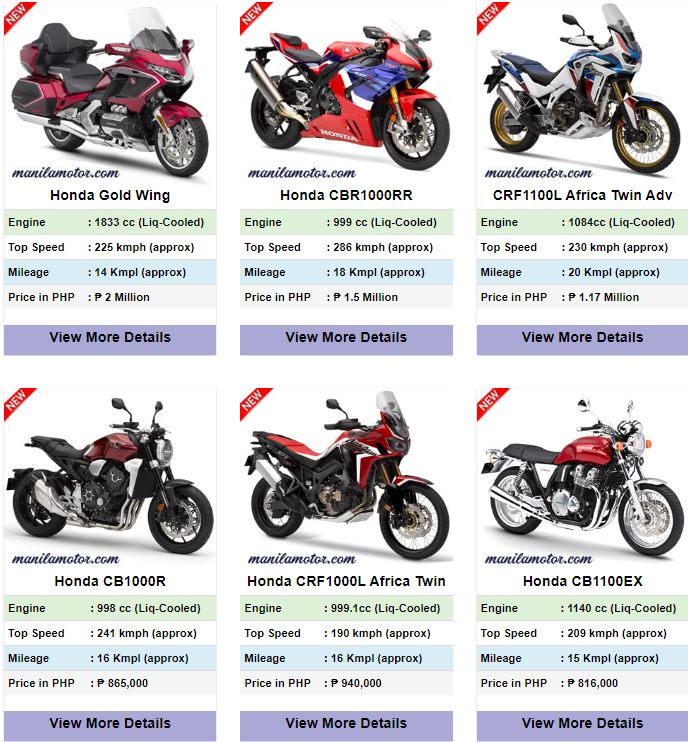 NEW
manilamotor.com
Honda Gold Wing
Engine : 1833 cc (Liq-Cooled)
Top Speed : 225 kmph (approx)
Mileage : 14 Kmpl (approx)
Price in PHP : ₱ 2 Million
View More Details
NEW
HONDA
manilamotor.com
Honda CBR1000RR
Engine : 999 cc (Liq-Cooled)
Top Speed : 286 kmph (approx)
Mileage : 18 Kmpl (approx)
Price in PHP : ₱ 1.5 Million
View More Details
NEW
manilamotor.com
CRF1100L Africa Twin Adv
Engine : 1084cc (Liq-Cooled)
Top Speed : 230 kmph (approx)
Mileage : 20 Kmpl (approx)
Price in PHP : ₱ 1.17 Million
View More Details
NEW
manilamotor.com
Honda CB1000R
Engine : 998 cc (Liq-Cooled)
Top Speed : 241 kmph (approx)
Mileage : 16 Kmpl (approx)
Price in PHP : ₱ 865,000
View More Details
NEW
manilamotor.com
Honda CRF1000L Africa Twin
Engine : 999.1cc (Liq-Cooled)
Top Speed : 190 kmph (approx)
Mileage : 16 Kmpl (approx)
Price in PHP : ₱ 940,000
View More Details
NEW
manilamotor.com
Honda CB1100EX
Engine : 1140 cc (Liq-Cooled)
Top Speed : 209 kmph (approx)
Mileage : 15 Kmpl (approx)
Price in PHP : ₱ 816,000
View More Details